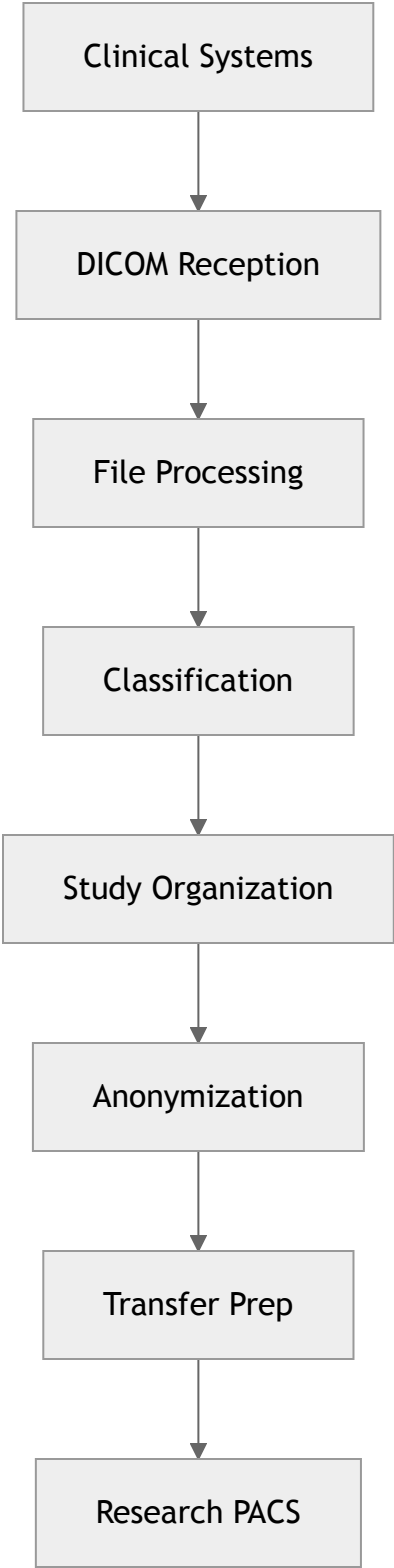 Clinical Systems
DICOM Reception
File Processing
Classification
Study Organization
Anonymization
Transfer Prep
Research PACS